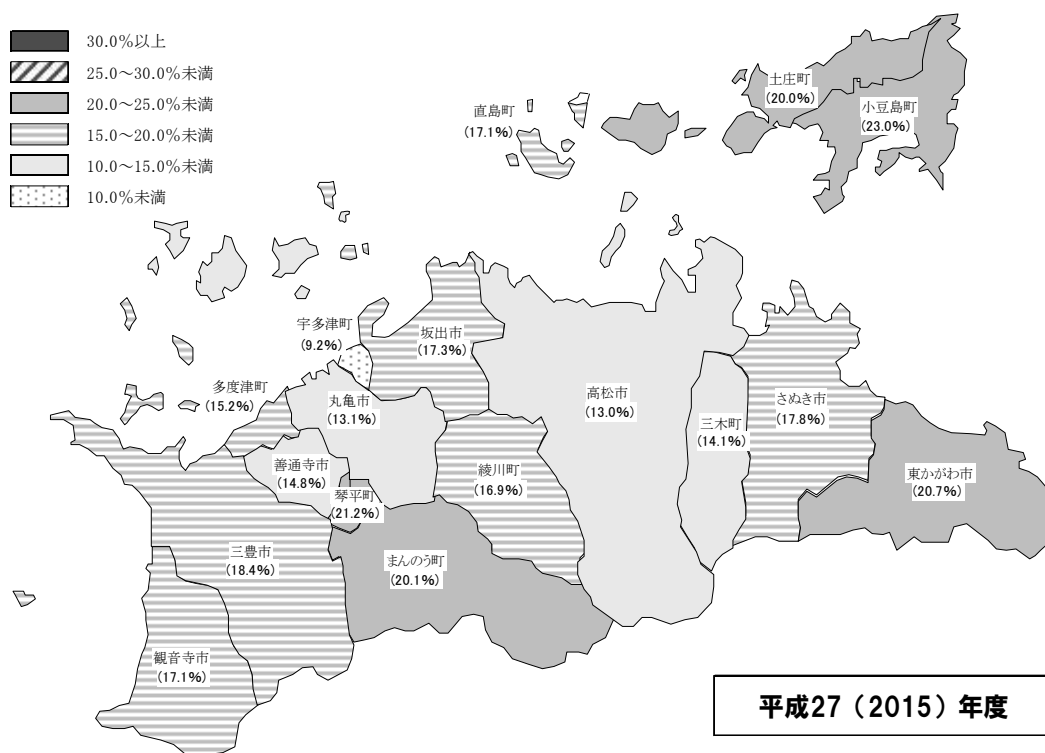 30.0%以上
25.0～30.0%未満
20.0～25.0%未満
15.0～20.0%未満
10.0～15.0%未満
10.0%未満
土庄町
(20.0%)
小豆島町
(23.0%)
直島町
(17.1%)
宇多津町
(9.2%)
坂出市
(17.3%)
多度津町
(15.2%)
丸亀市
(13.1%)
高松市
(13.0%)
三木町
(14.1%)
さぬき市
(17.8%)
善通寺市
(14.8%)
綾川町
(16.9%)
東かがわ市
(20.7%)
琴平町
(21.2%)
三豊市
(18.4%)
まんのう町
(20.1%)
観音寺市
(17.1%)
平成27（2015）年度